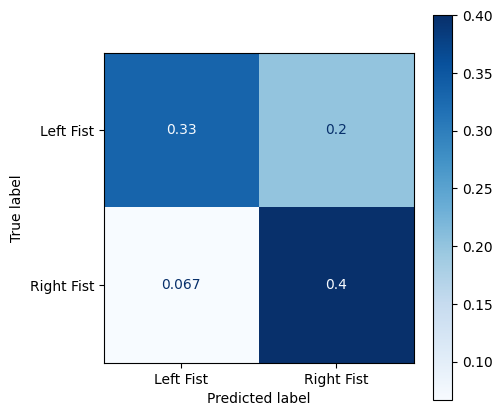 0.40
0.35
0.30
0.25
0.20
0.15
0.10
True label
Left Fist
0.33
0.2
Right Fist
0.067
0.4
Left Fist
Right Fist
Predicted label